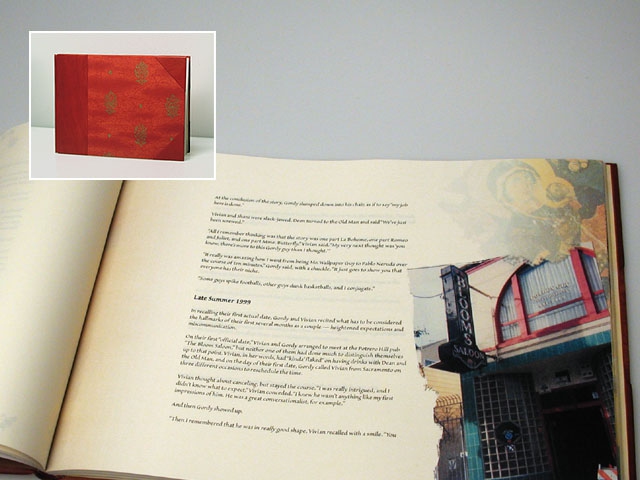 At the conclusion of the story, Gordy slumped down into his chair as if to say "my job
here is done."
Vivian and I were slack-jawed. Dean turned to the Old Man and said "We've just
been
"All I remember thinking was that the story was one part La Boheme, one part Romeo
and Juliet, and one part Mme. Butterfly," Vivian said. "My very next thought was 'you
know, there's more to this Gordy guy than I thought.'"
"It really was amazing how I went from being Mr. Wallpaper Guy to Pablo Neruda over
the course of ten minutes," Gordy said, with a chuckle. "It just goes to show you that
everyone has their niche.
"Some guys spike footballs, other guys dunk basketballs, and I conjugate."
Late Summer 1999
In recalling their first actual date, Gordy and Vivian recited what has to be considered
the hallmarks of their first several months as a couple — heightened expectations and
miscommunication.
On their first "official date," Vivian and Gordy arranged to meet at the Potrero Hill pub
"The Bloom Saloon," but neither one of them had done much to distinguish themselves
up to that point. Vivian, in her words, had "kinda' flaked" on having drinks with Dean and
the Old Man, and on the day of their first date, Gordy called Vivian from Sacramento on
three different occasions to reschedule the time.
Vivian thought about canceling, but stayed the course. "I was really intrigued, and I
didn't know what to expect," Vivian conceded. "I knew he wasn't anything like my first
impressions of him. He was a great conversationalist, for example."
And then Gordy showed up.
"Then I remembered that he was in really good shape, Vivian recalled with a smile. "You
BLOOMS
SALOON